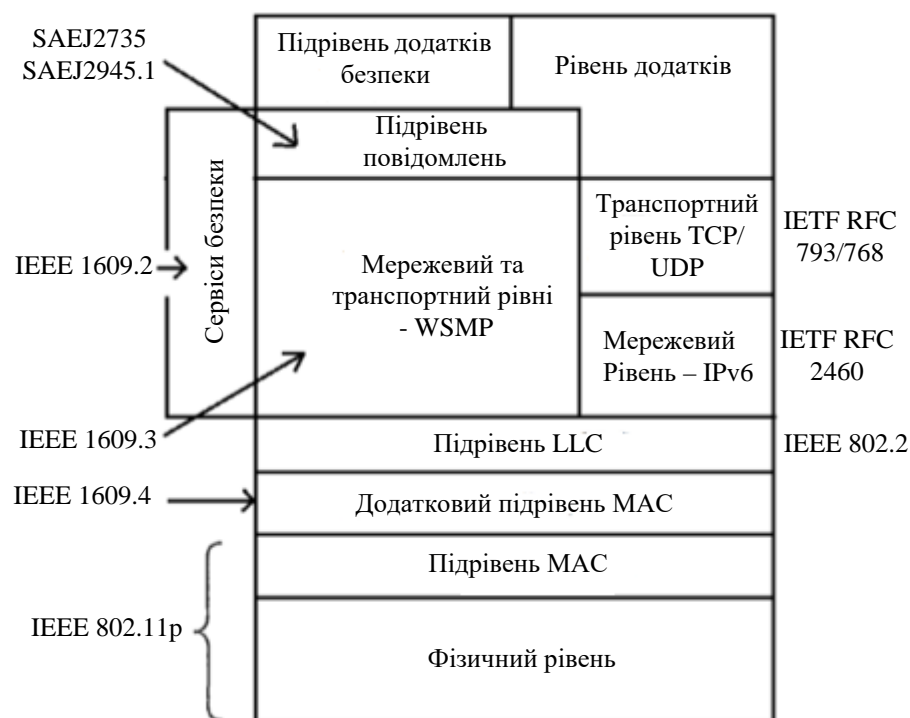 SAEJ2735
SAEJ2945.1
Підрівень додатків
безпеки
Рівень додатків
Підрівень
повідомлень
Сервіси безпеки
IEEE 1609.2
Мережевий та
транспортний рівні
- WSMP
Транспортний
рівень TCP/
UDP
IETF RFC
793/768
Мережевий
Рівень – IPv6
IETF RFC
2460
IEEE 1609.3
Підрівень LLC
IEEE 802.2
IEEE 1609.4
Додатковий підрівень MAC
Підрівень MAC
IEEE 802.11p
Фізичний рівень